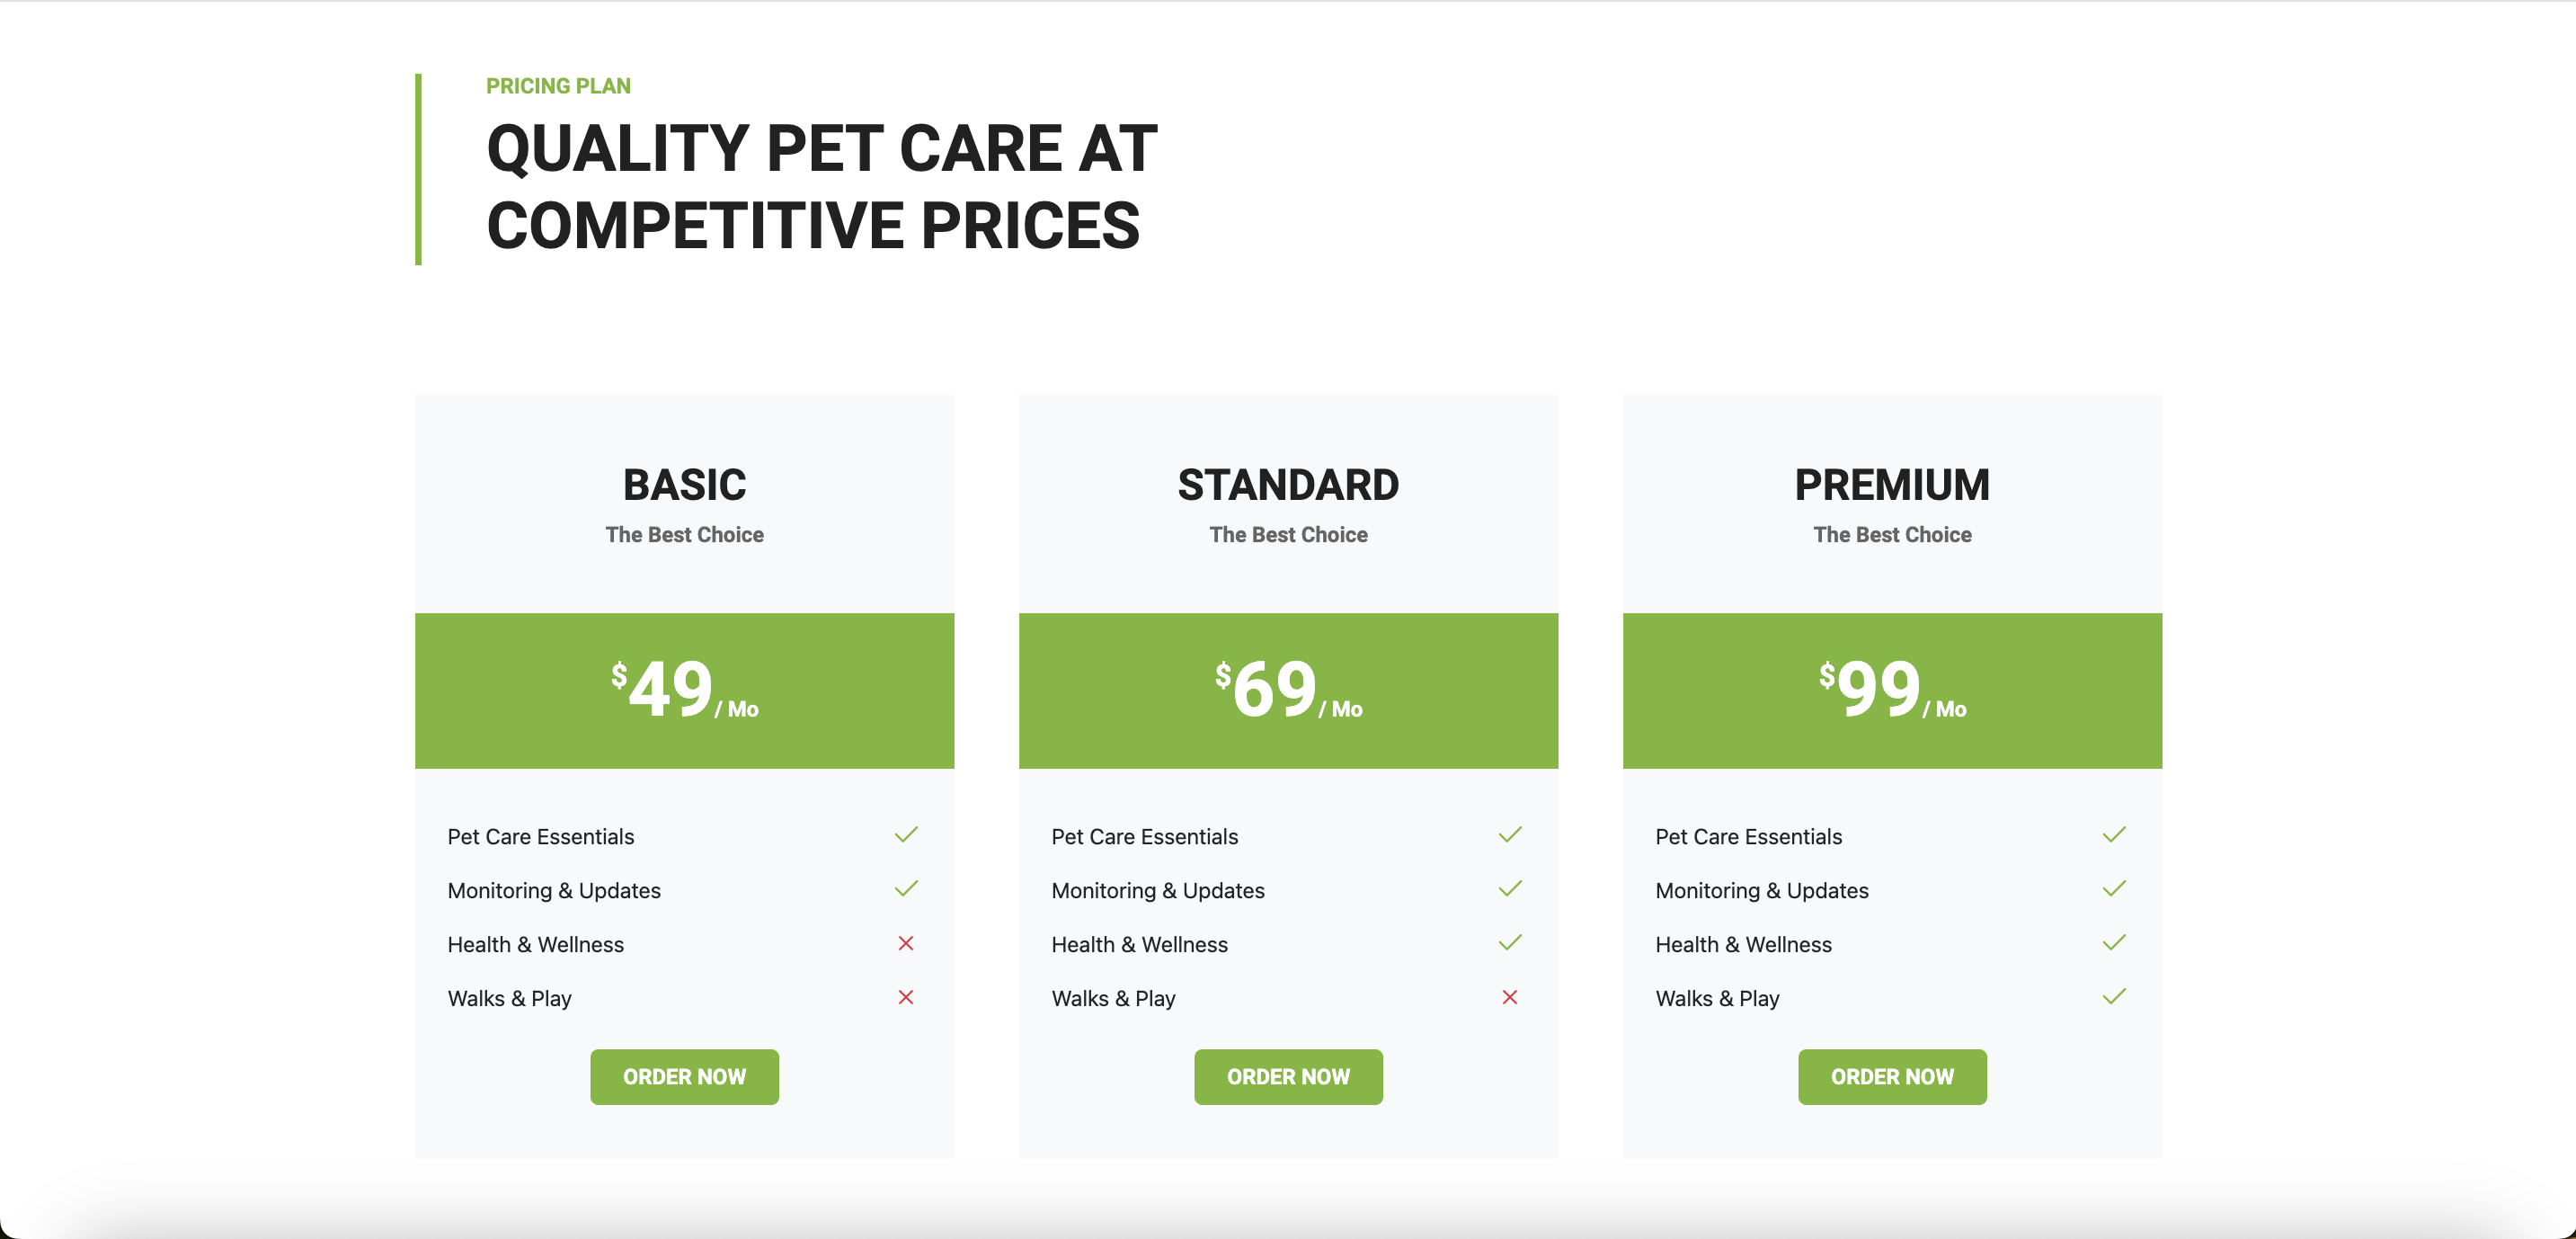 PRICING PLAN
QUALITY PET CARE AT
COMPETITIVE PRICES
BASIC
The Best Choice
$49/ Mo
Pet Care Essentials
Monitoring & Updates
Health & Wellness
Walks & Play
ORDER NOW
STANDARD
The Best Choice
$69/ Mo
Pet Care Essentials
Monitoring & Updates
Health & Wellness
Walks & Play
ORDER NOW
PREMIUM
The Best Choice
$99/ Mo
Pet Care Essentials
Monitoring & Updates
Health & Wellness
Walks & Play
ORDER NOW